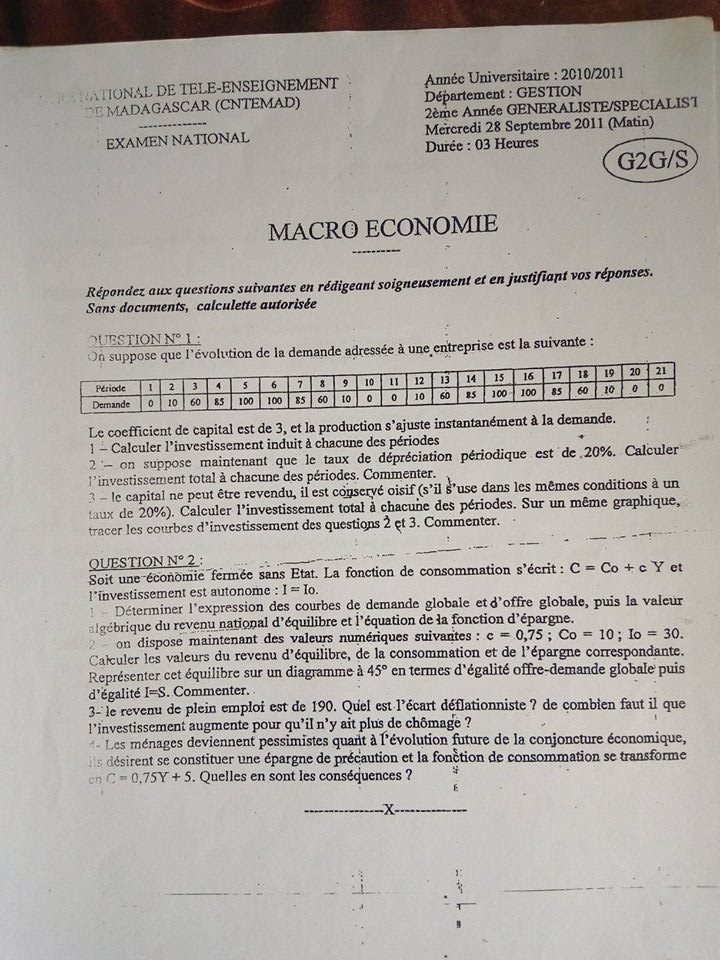 NATIONAL DE TELE-ENSEIGNEMENT
DE MADAGASCAR (CNTEMAD)
--------------
EXAMEN NATIONAL
Année Universitaire : 2010/2011
Département : GESTION
2ème Année GENERALISTE/SPECIALIST
Mercredi 28 Septembre 2011 (Matin)
Durée : 03 Heures
G2G/S
MACRO ECONOMIE
----------
Répondez aux questions suivantes en rédigeant soigneusement et en justifiant vos réponses.
Sans documents, calculette autorisée
QUESTION N° 1 :
On suppose que l'évolution de la demande adressée à une entreprise est la suivante :
Période 1 2 3 4 5 6 7 8 9 10 11 12 13 14 15 16 17 18 19 20 21
Demande 0 10 60 85 100 100 85 60 10 0 0 10 60 85 100 100 85 60 10 0 0
Le coefficient de capital est de 3, et la production s'ajuste instantanément à la demande.
1 – Calculer l'investissement induit à chacune des périodes
2 – on suppose maintenant que le taux de dépréciation périodique est de 20%. Calculer
l'investissement total à chacune des périodes. Commenter.
3 – le capital ne peut être revendu, il est conservé oisif (s'il s'use dans les mêmes conditions à un
taux de 20%). Calculer l'investissement total à chacune des périodes. Sur un même graphique,
tracer les courbes d'investissement des questions 2 et 3. Commenter.
QUESTION N° 2 :
Soit une économie fermée sans Etat. La fonction de consommation s'écrit : C = Co + c Y et
l'investissement est autonome : I = Io.
1 – Déterminer l'expression des courbes de demande globale et d'offre globale, puis la valeur
algébrique du revenu national d'équilibre et l'équation de la fonction d'épargne.
2 – on dispose maintenant des valeurs numériques suivantes : c = 0,75 ; Co = 10 ; Io = 30.
Calculer les valeurs du revenu d'équilibre, de la consommation et de l'épargne correspondante.
Représenter cet équilibre sur un diagramme à 45° en termes d'égalité offre-demande globale puis
d'égalité I=S. Commenter.
3- le revenu de plein emploi est de 190. Quel est l'écart déflationniste ? de combien faut il que
l'investissement augmente pour qu'il n'y ait plus de chômage ?
4- Les ménages deviennent pessimistes quant à l'évolution future de la conjoncture économique,
ils désirent se constituer une épargne de précaution et la fonction de consommation se transforme
en C = 0,75Y + 5. Quelles en sont les conséquences ?
----------------X--------------